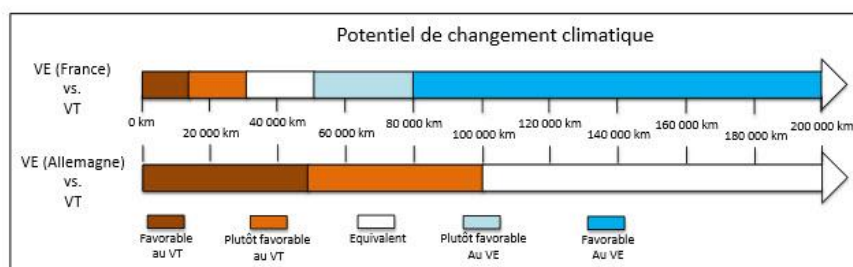 Potentiel de changement climatique
VE (France)
vs.
VT
0 km
20 000 km
40 000 km
60 000 km
80 000 km
100 000 km
120 000 km
140 000 km
160 000 km
180 000 km
200 000 km
VE (Allemagne)
vs.
VT
Favorable
au VT
Plutôt favorable
au VT
Equivalent
Plutôt favorable
Au VE
Favorable
Au VE